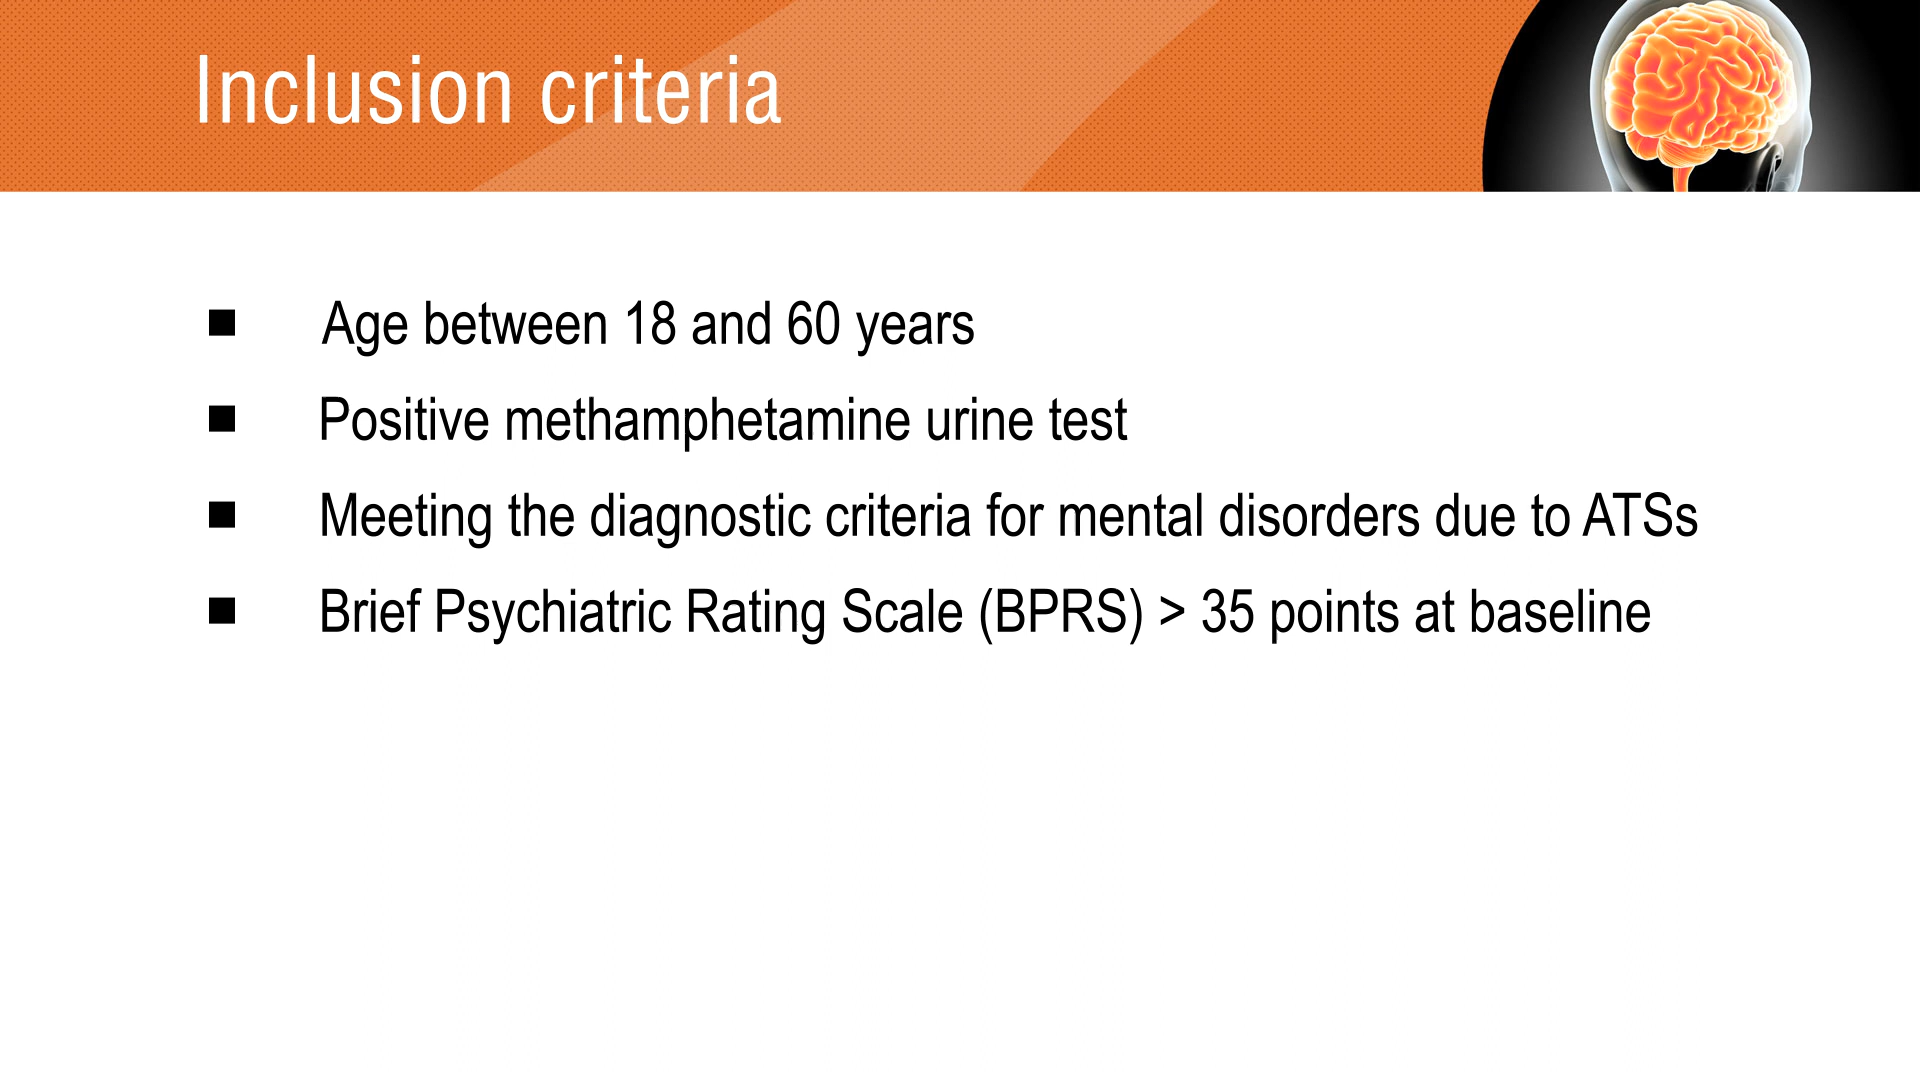 Inclusion criteria
■ Age between 18 and 60 years
■ Positive methamphetamine urine test
■ Meeting the diagnostic criteria for mental disorders due to ATSs
■ Brief Psychiatric Rating Scale (BPRS) > 35 points at baseline